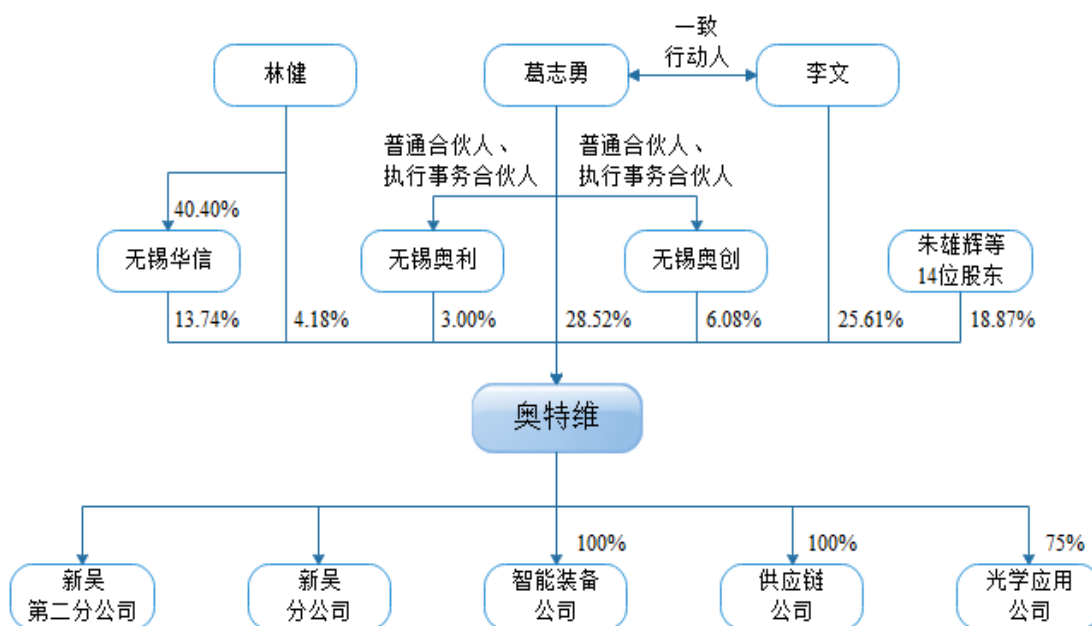 一致
行动人
林健
葛志勇
李文
普通合伙人、
执行事务合伙人
普通合伙人、
执行事务合伙人
40.40%
无锡华信
无锡奥利
无锡奥创
朱雄辉等
14位股东
13.74%
4.18%
3.00%
28.52%
6.08%
25.61%
18.87%
奥特维
100%
100%
75%
新吴
第二分公司
新吴
分公司
智能装备
公司
供应链
公司
光学应用
公司